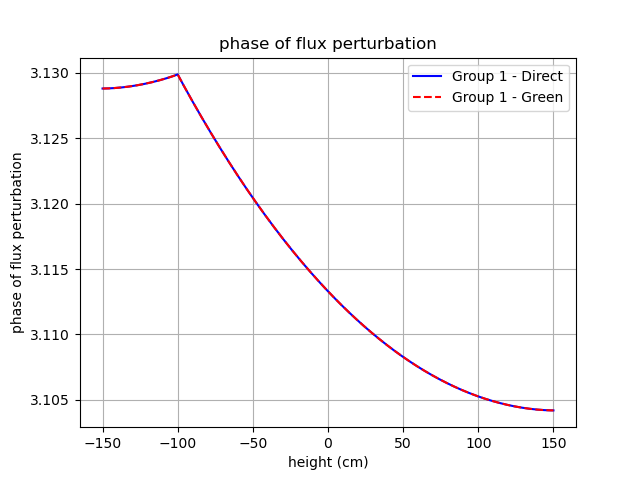 phase of flux perturbation
Group 1 - Direct
Group 1 - Green
phase of flux perturbation
3.130
3.125
3.120
3.115
3.110
3.105
−150
−100
−50
0
50
100
150
height (cm)